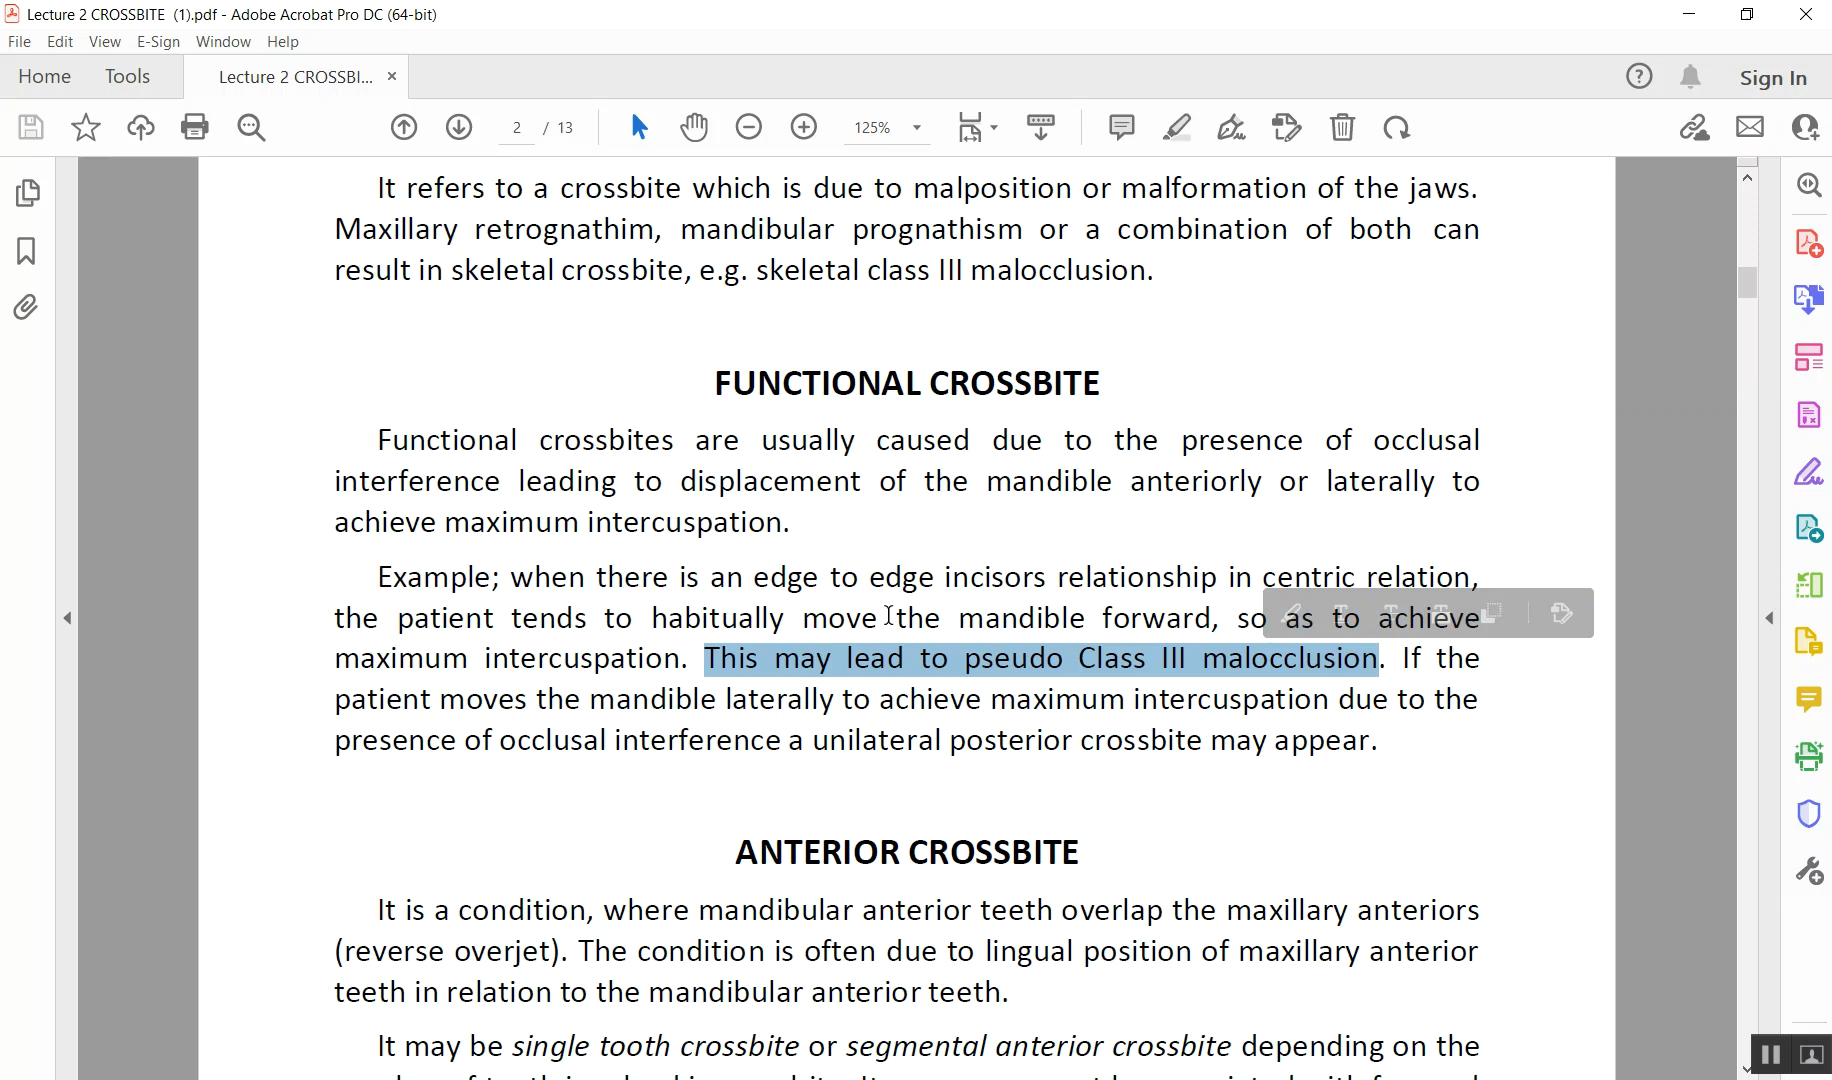 Lecture 2 CROSSBITE (1).pdf - Adobe Acrobat Pro DC (64-bit)
File Edit View E-Sign Window Help
Home Tools Lecture 2 CROSSBI... × Sign In
2 / 13 125%
It refers to a crossbite which is due to malposition or malformation of the jaws.
Maxillary retrognathim, mandibular prognathism or a combination of both can
result in skeletal crossbite, e.g. skeletal class III malocclusion.
FUNCTIONAL CROSSBITE
Functional crossbites are usually caused due to the presence of occlusal
interference leading to displacement of the mandible anteriorly or laterally to
achieve maximum intercuspation.
Example; when there is an edge to edge incisors relationship in centric relation,
the patient tends to habitually move the mandible forward, so as to achieve
maximum intercuspation. This may lead to pseudo Class III malocclusion. If the
patient moves the mandible laterally to achieve maximum intercuspation due to the
presence of occlusal interference a unilateral posterior crossbite may appear.
ANTERIOR CROSSBITE
It is a condition, where mandibular anterior teeth overlap the maxillary anteriors
(reverse overjet). The condition is often due to lingual position of maxillary anterior
teeth in relation to the mandibular anterior teeth.
It may be single tooth crossbite or segmental anterior crossbite depending on the